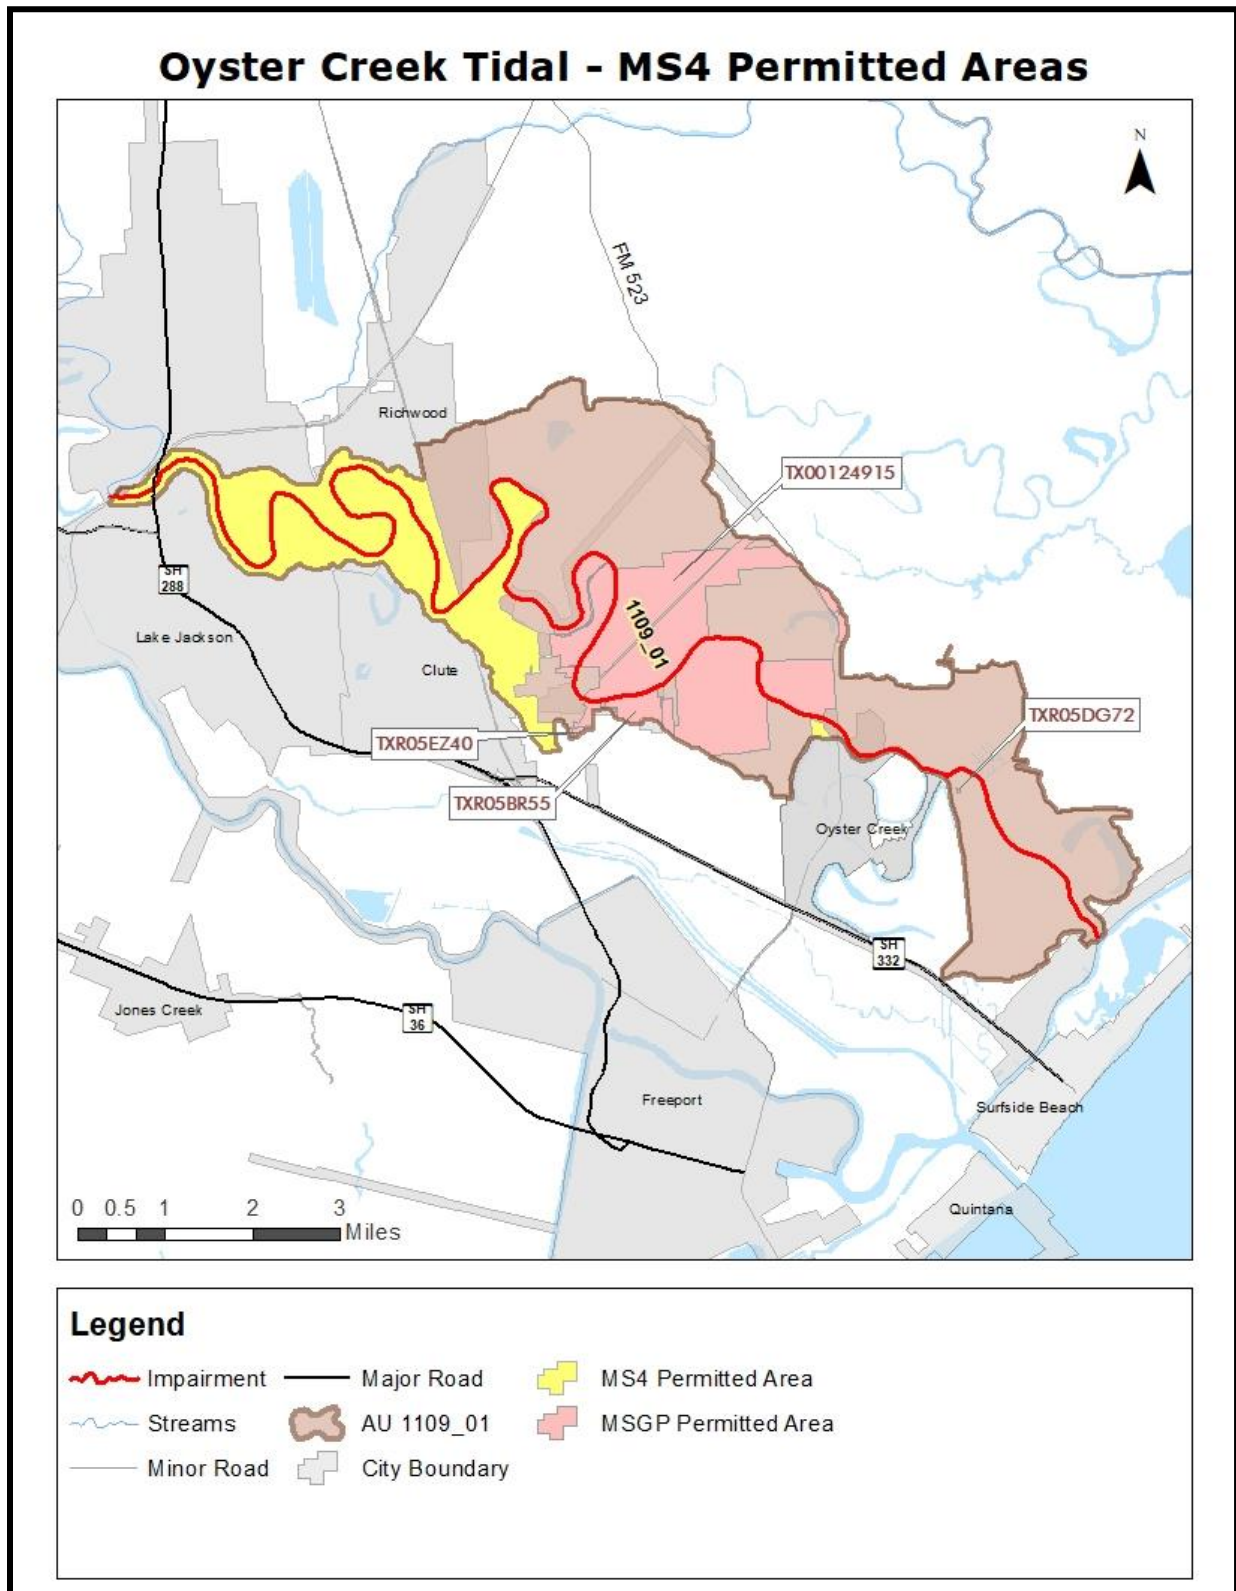 Oyster Creek Tidal - MS4 Permitted Areas
N
FM 523
Richwood
TX00124915
SH
288
1109_01
Lake Jackson
Clute
TXR05DG72
TXR05EZ40
TXR05BR55
Oyster Creek
SH
332
Jones Creek
SH
36
Freeport
Surfside Beach
Quintana
0 0.5 1 2 3
Miles
Legend
Impairment Major Road MS4 Permitted Area
Streams AU 1109_01 MSGP Permitted Area
Minor Road City Boundary